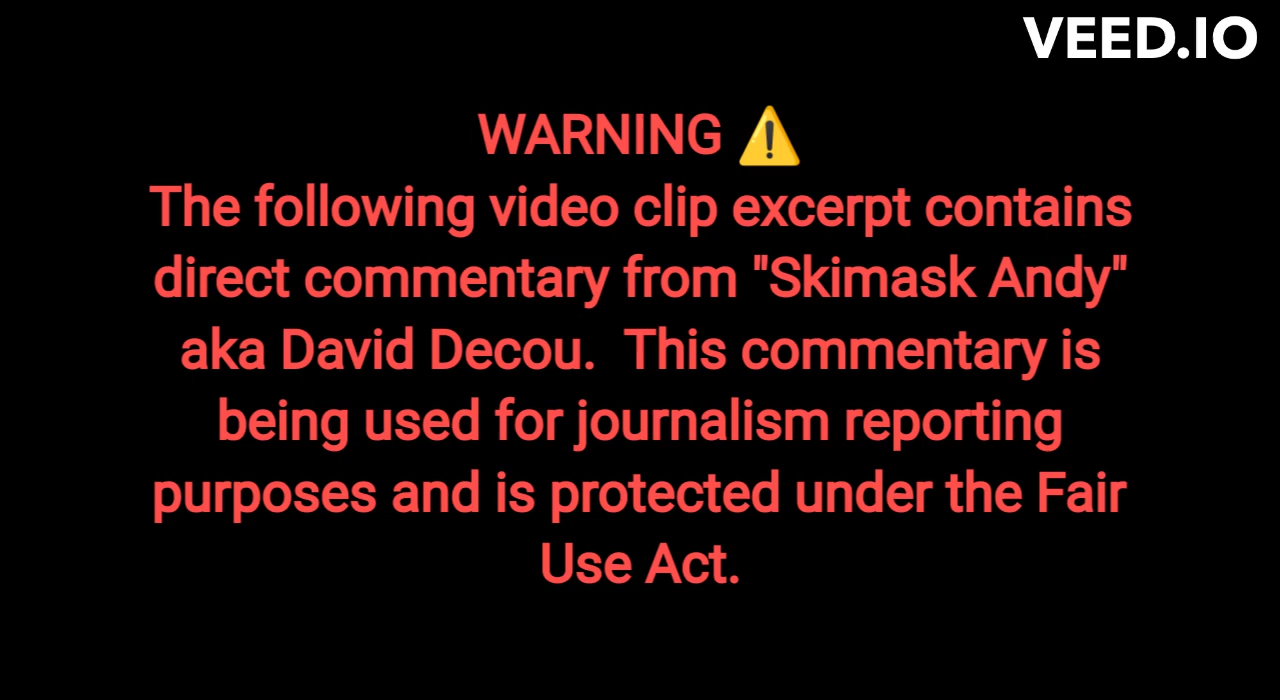 VEED.IO
WARNING ⚠️
The following video clip excerpt contains
direct commentary from "Skimask Andy"
aka David Decou.  This commentary is
being used for journalism reporting
purposes and is protected under the Fair
Use Act.